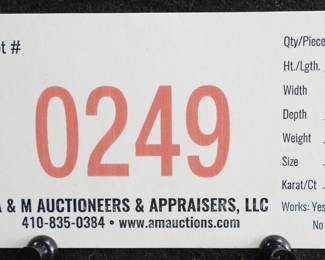 ot #
0249
A & M AUCTIONEERS & APPRAISERS, LLC
410-835-0384 • www.amauctions.com
Qty/Piece
Ht./Lgth.
Width
Depth
Weight
Size
Karat/Ct
Works: Yes
No